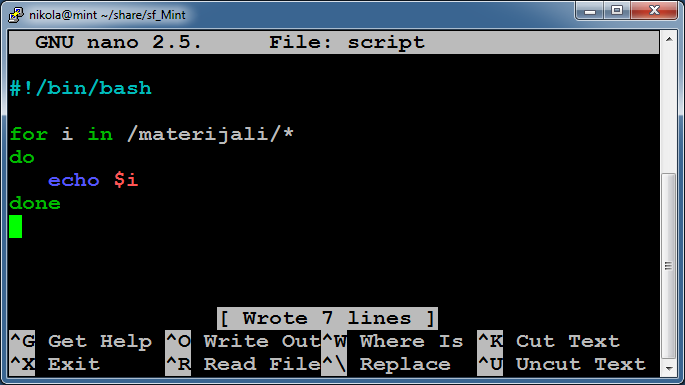 nikola@mint ~/share/sf_Mint
GNU nano 2.5. File: script
#!/bin/bash
for i in /materijali/*
do
echo $i
done
[ Wrote 7 lines ]
^G Get Help ^O Write Out ^W Where Is ^K Cut Text
^X Exit ^R Read File ^\ Replace ^U Uncut Text